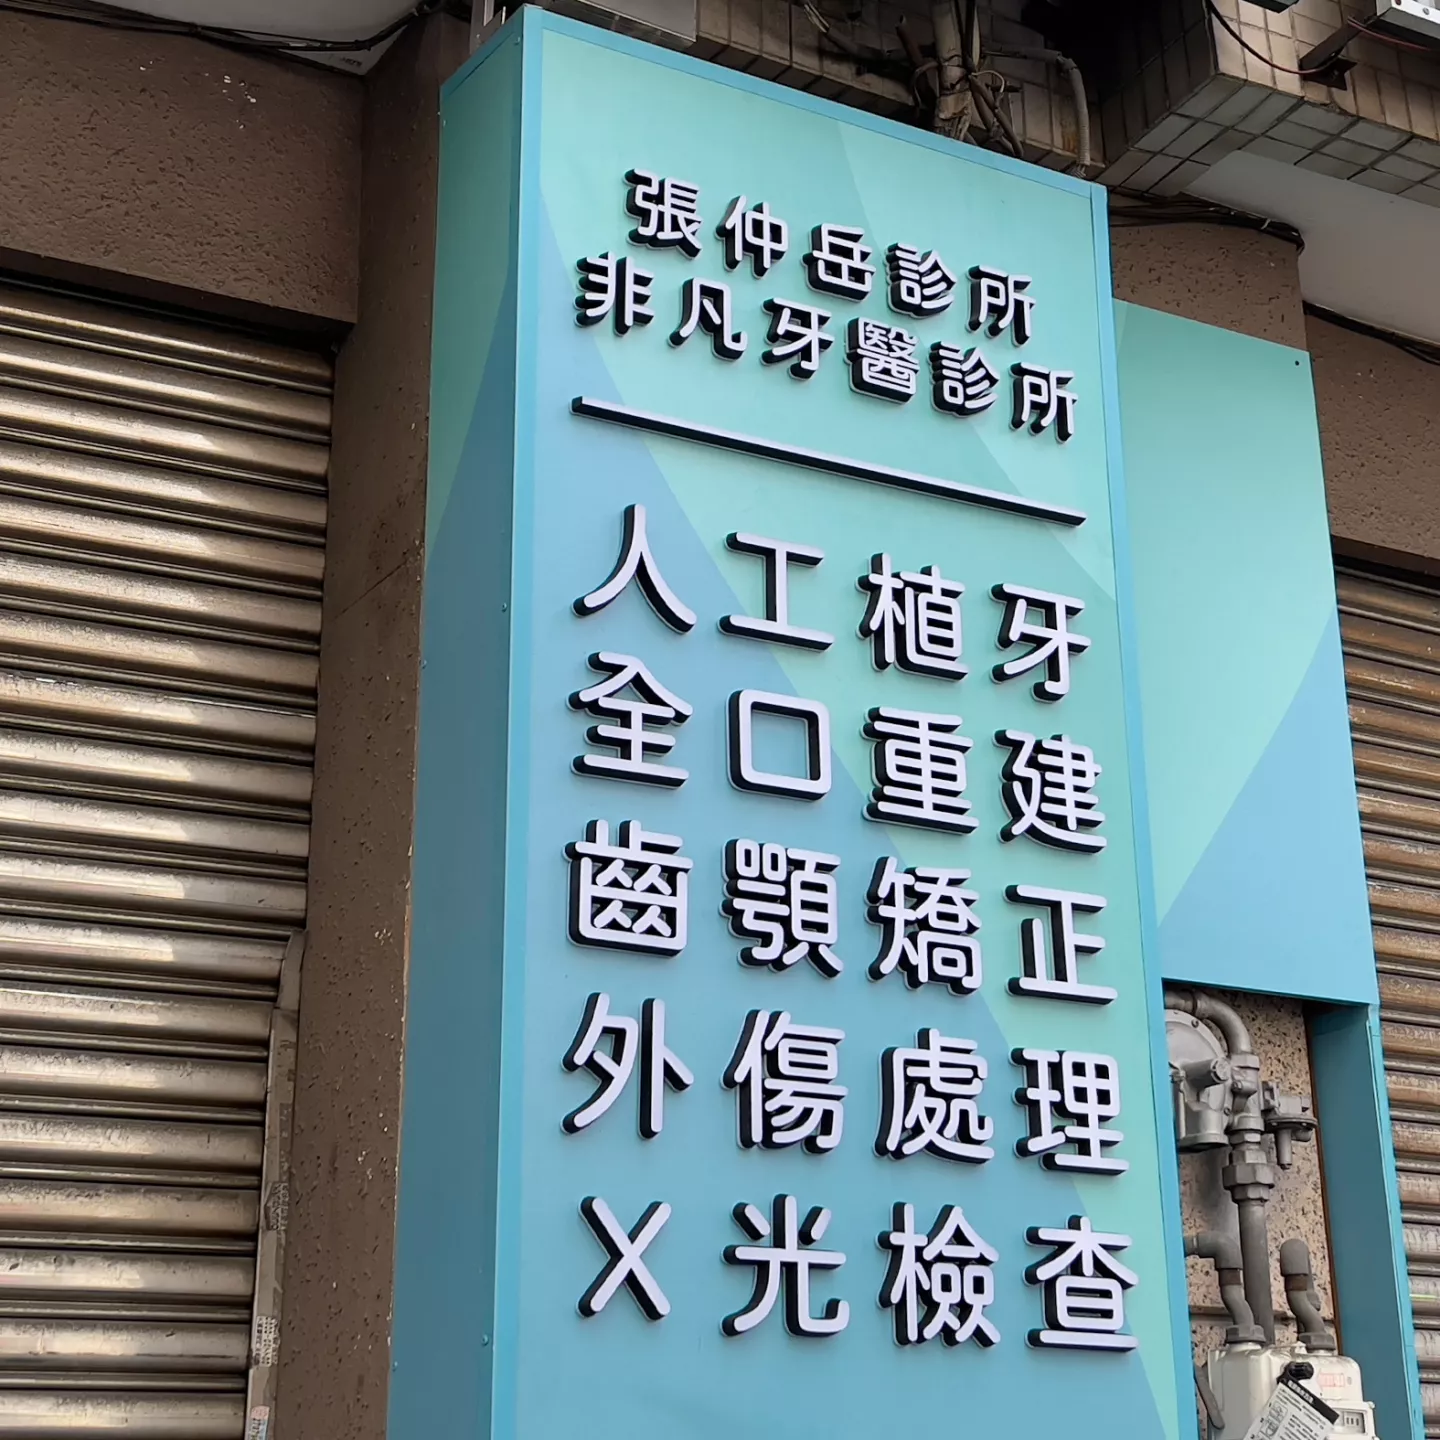 張仲岳診所
非凡牙醫診所
人工植牙
全口重建
齒顎矯正
外傷處理
X光檢查